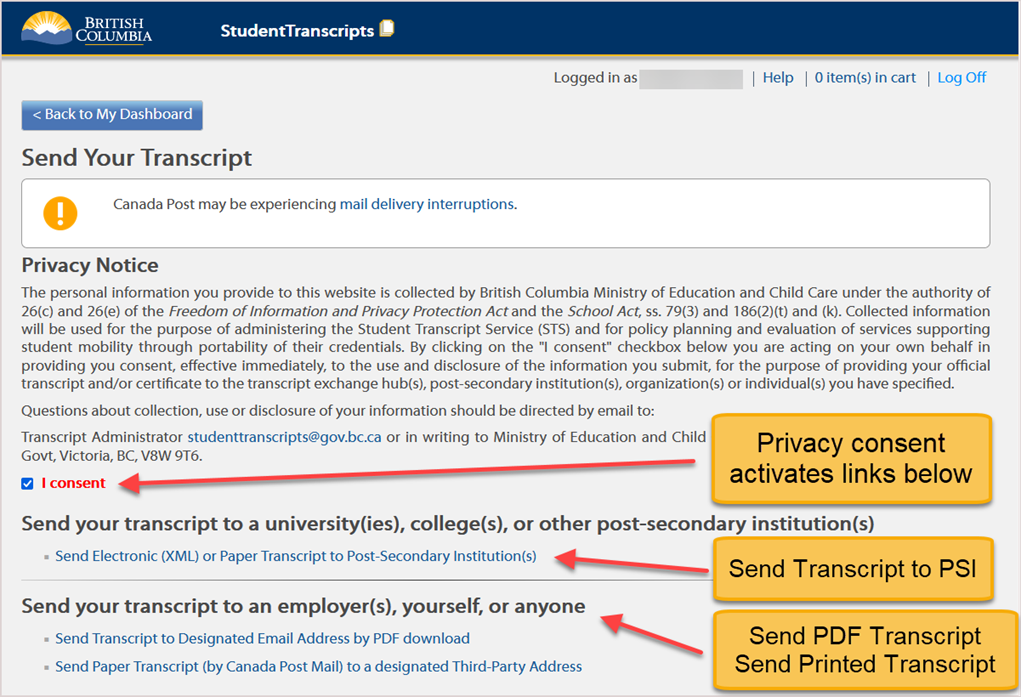 BRITISH
COLUMBIA
StudentTranscripts
Logged in as | Help | 0 item(s) in cart | Log Off
< Back to My Dashboard
Send Your Transcript
Canada Post may be experiencing mail delivery interruptions.
Privacy Notice
The personal information you provide to this website is collected by British Columbia Ministry of Education and Child Care under the authority of
26(c) and 26(e) of the Freedom of Information and Privacy Protection Act and the School Act, ss. 79(3) and 186(2)(t) and (k). Collected information
will be used for the purpose of administering the Student Transcript Service (STS) and for policy planning and evaluation of services supporting
student mobility through portability of their credentials. By clicking on the "I consent" checkbox below you are acting on your own behalf in
providing you consent, effective immediately, to the use and disclosure of the information you submit, for the purpose of providing your official
transcript and/or certificate to the transcript exchange hub(s), post-secondary institution(s), organization(s) or individual(s) you have specified.
Questions about collection, use or disclosure of your information should be directed by email to:
Transcript Administrator studenttranscripts@gov.bc.ca or in writing to Ministry of Education and Child
Govt, Victoria, BC, V8W 9T6.
Privacy consent
activates links below
I consent
Send your transcript to a university(ies), college(s), or other post-secondary institution(s)
Send Electronic (XML) or Paper Transcript to Post-Secondary Institution(s)
Send Transcript to PSI
Send your transcript to an employer(s), yourself, or anyone
Send Transcript to Designated Email Address by PDF download
Send Paper Transcript (by Canada Post Mail) to a designated Third-Party Address
Send PDF Transcript
Send Printed Transcript